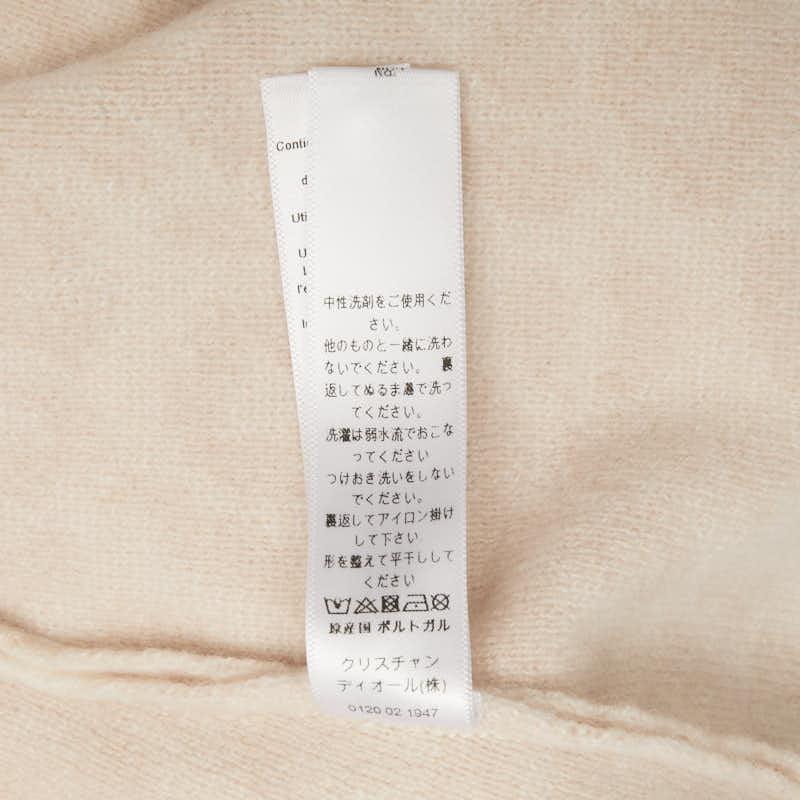 Conti
d
Uti
U
l'e
中性洗剤をご使用くだ
さい。
他のものと一緒に洗わ
ないでください。 裏
返してぬるま湯で洗っ
てください。
洗濯は弱水流でおこな
ってください
つけおき洗いをしない
でください。
裏返してアイロン掛け
して下さい
形を整えて平干しして
ください
原産国 ポルトガル
クリスチャン
ディオール(株)
0120 02 1947